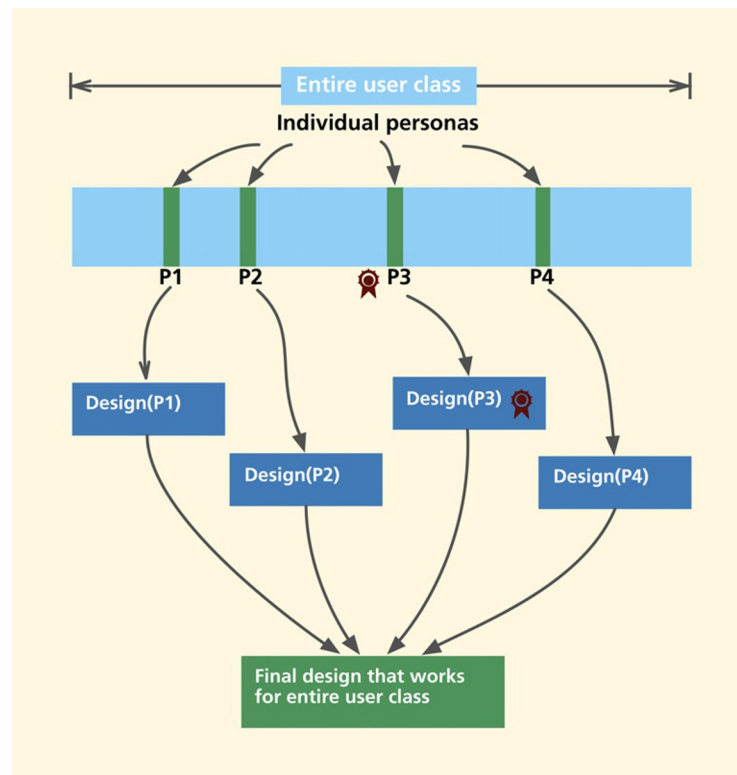 Entire user class
Individual personas
P1
P2
P3
P4
Design(P1)
Design(P3)
Design(P2)
Design(P4)
Final design that works
for entire user class